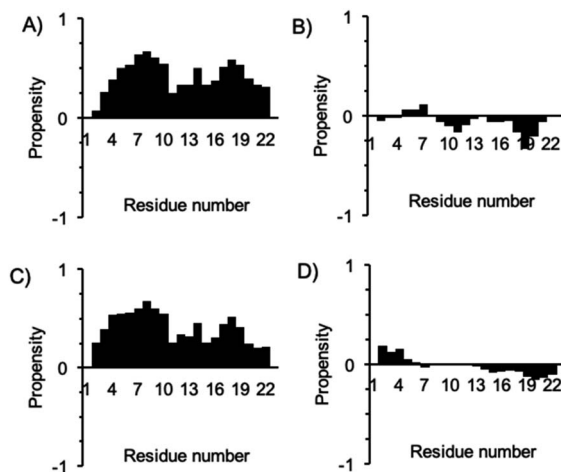 A)
1
0
-1
Propensity
1 4 7 10 13 16 19 22
Residue number
B)
1
0
-1
Propensity
1 4 7 10 13 16 19 22
Residue number
C)
1
0
-1
Propensity
1 4 7 10 13 16 19 22
Residue number
D)
1
0
-1
Propensity
1 4 7 10 13 16 19 22
Residue number